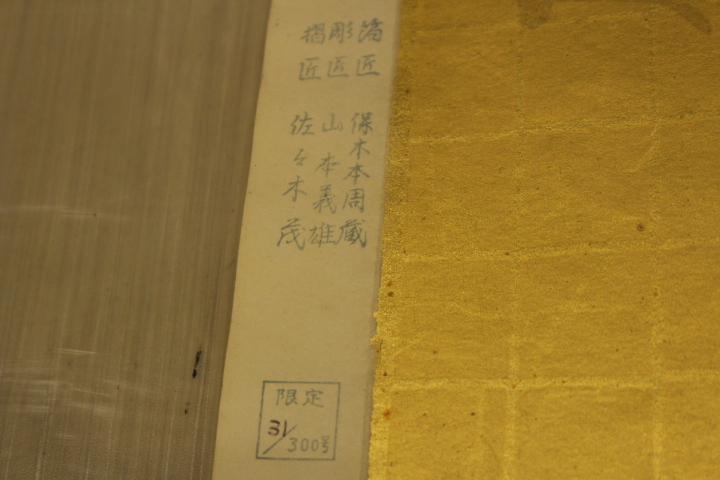 箔匠 保木本周蔵
彫匠 山本義雄
摺匠 佐々木茂
限定
31/300号